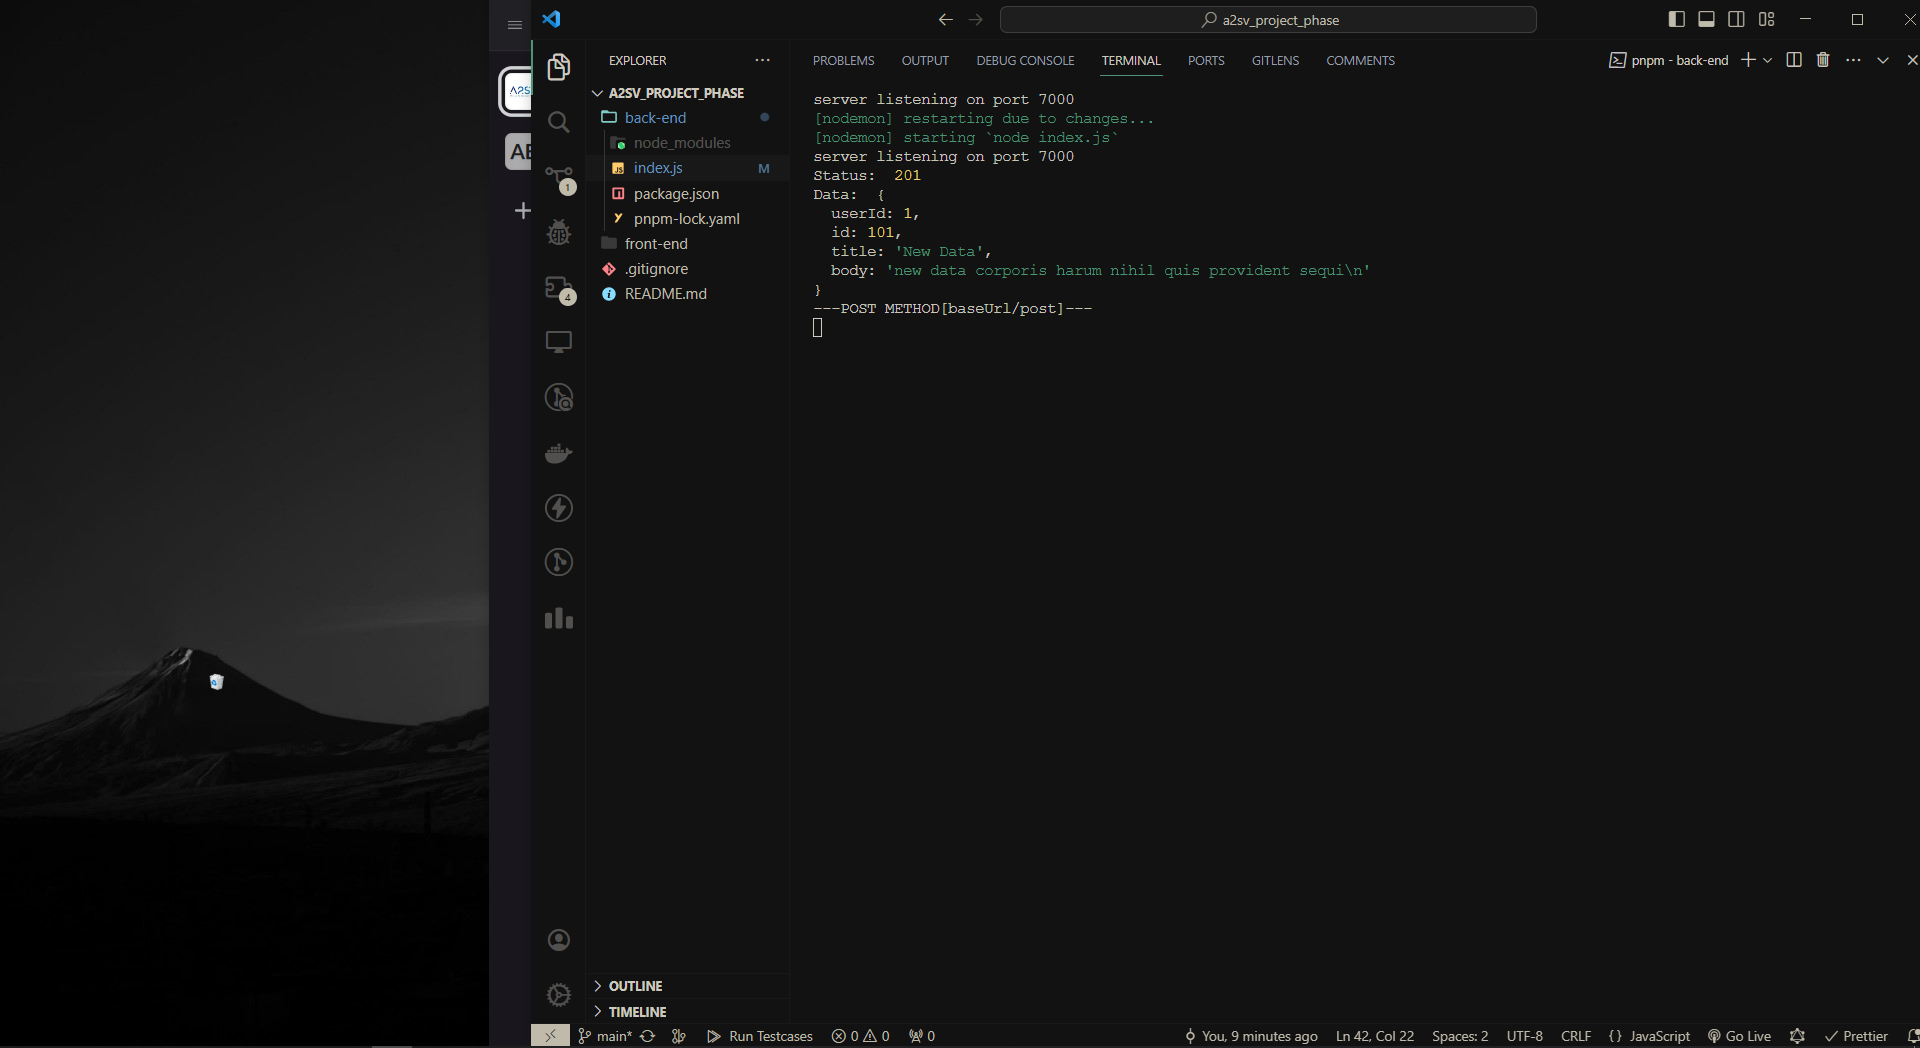 a2sv_project_phase
A2S
AE
EXPLORER
A2SV_PROJECT_PHASE
back-end
node_modules
index.js M
package.json
pnpm-lock.yaml
front-end
.gitignore
README.md
1
4
OUTLINE
TIMELINE
PROBLEMS OUTPUT DEBUG CONSOLE TERMINAL PORTS GITLENS COMMENTS pnpm - back-end
server listening on port 7000
[nodemon] restarting due to changes...
[nodemon] starting `node index.js`
server listening on port 7000
Status:  201
Data:  {
  userId: 1,
  id: 101,
  title: 'New Data',
  body: 'new data corporis harum nihil quis provident sequi\n'
}
---POST METHOD[baseUrl/post]---
main* Run Testcases 0 0 0 You, 9 minutes ago Ln 42, Col 22 Spaces: 2 UTF-8 CRLF {} JavaScript Go Live Prettier